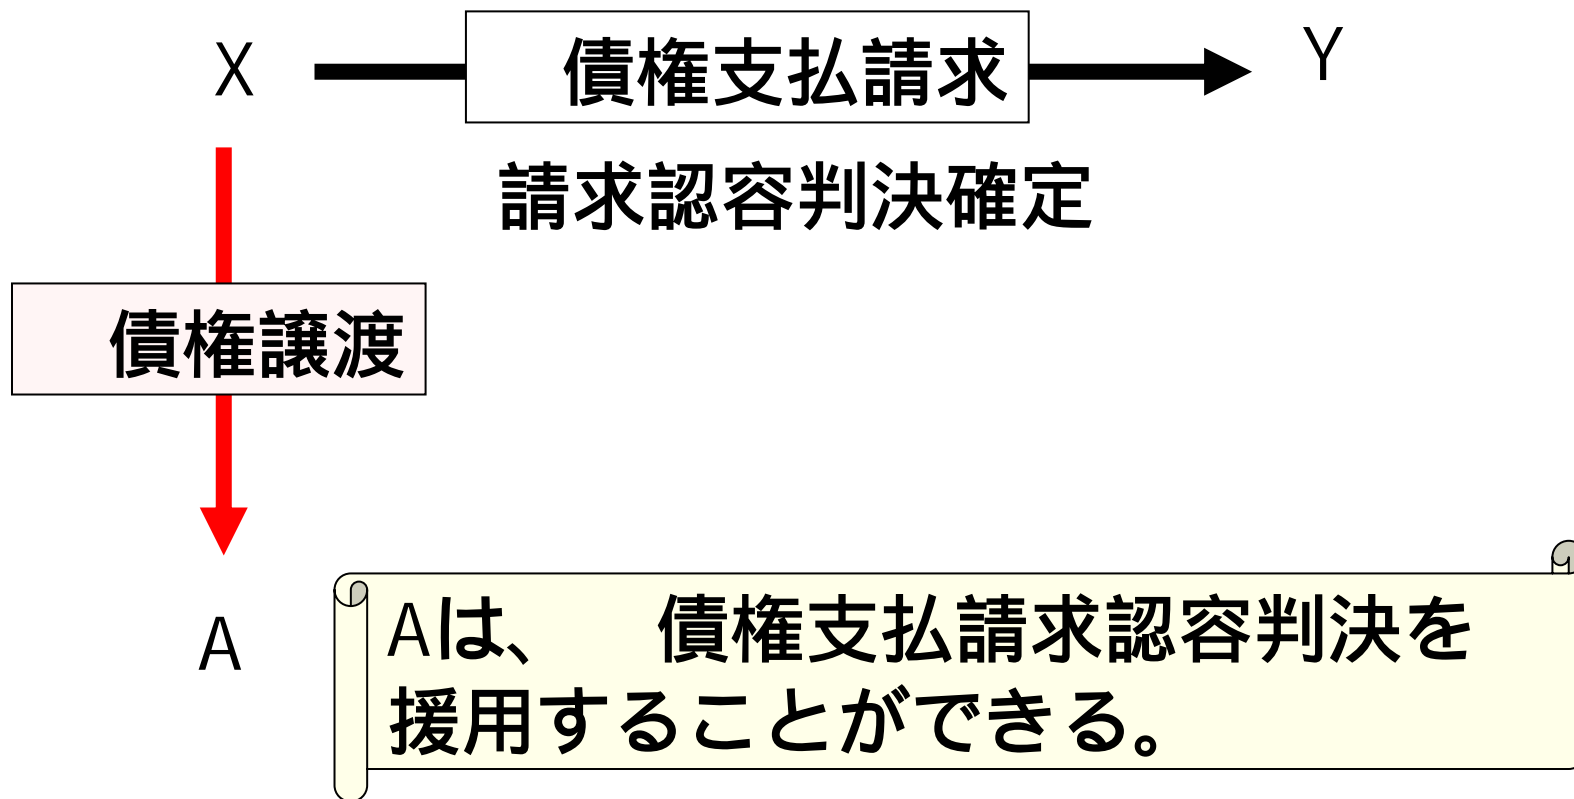 X
債権支払請求
Y
請求認容判決確定
債権譲渡
A
Aは、　債権支払請求認容判決を
援用することができる。